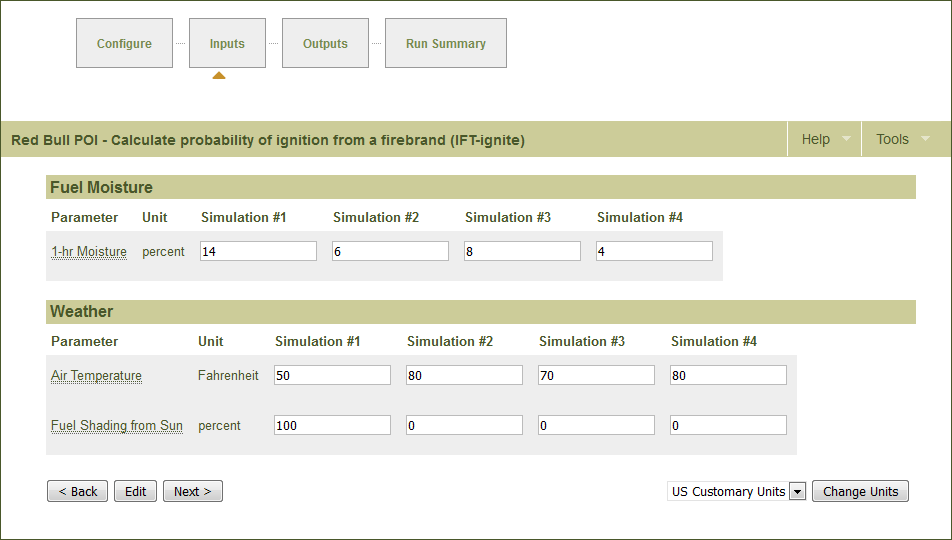 Configure Inputs Outputs Run Summary
Red Bull POI - Calculate probability of ignition from a firebrand (IFT-ignite) Help Tools
Fuel Moisture
Parameter Unit Simulation #1 Simulation #2 Simulation #3 Simulation #4
1-hr Moisture percent 14 6 8 4
Weather
Parameter Unit Simulation #1 Simulation #2 Simulation #3 Simulation #4
Air Temperature Fahrenheit 50 80 70 80
Fuel Shading from Sun percent 100 0 0 0
< Back Edit Next > US Customary Units Change Units